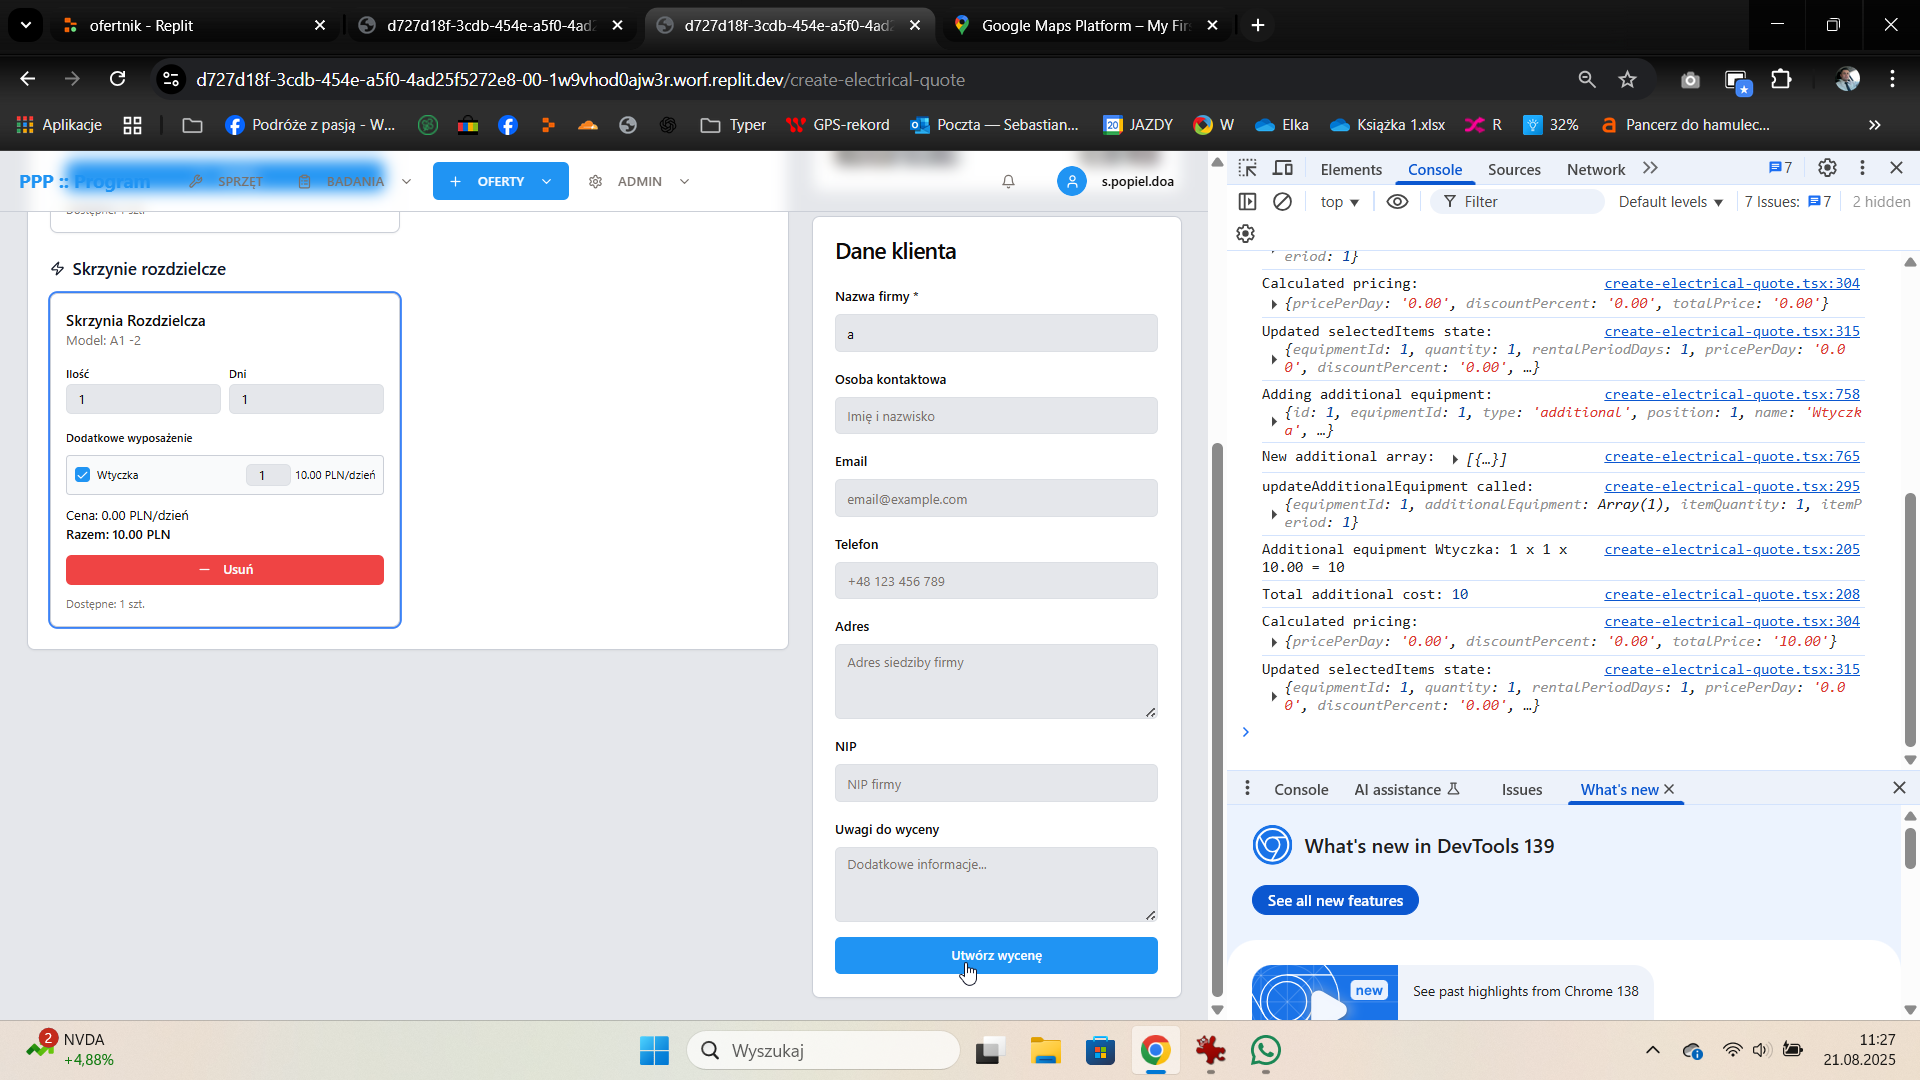 ofertnik - Replit
d727d18f-3cdb-454e-a5f0-4ad2
d727d18f-3cdb-454e-a5f0-4ad2
Google Maps Platform – My Firs
d727d18f-3cdb-454e-a5f0-4ad25f5272e8-00-1w9vhod0ajw3r.worf.replit.dev/create-electrical-quote
Aplikacje
Podróże z pasją - W...
Typer
GPS-rekord
Poczta — Sebastian...
20 JAZDY
W
Elka
Książka 1.xlsx
R
32%
Pancerz do hamulec...
PPP :: Program
SPRZĘT
BADANIA
OFERTY
ADMIN
s.popiel.doa
Skrzynie rozdzielcze
Skrzynia Rozdzielcza
Model: A1 -2
Ilość Dni
1 1
Dodatkowe wyposażenie
Wtyczka 1 10.00 PLN/dzień
Cena: 0.00 PLN/dzień
Razem: 10.00 PLN
Usuń
Dostępne: 1 szt.
Dane klienta
Nazwa firmy *
a
Osoba kontaktowa
Imię i nazwisko
Email
email@example.com
Telefon
+48 123 456 789
Adres
Adres siedziby firmy
NIP
NIP firmy
Uwagi do wyceny
Dodatkowe informacje...
Utwórz wycenę
Elements Console Sources Network 7
top Filter Default levels 7 Issues: 7 2 hidden
eriod: 1}
Calculated pricing: create-electrical-quote.tsx:304
{pricePerDay: '0.00', discountPercent: '0.00', totalPrice: '0.00'}
Updated selectedItems state: create-electrical-quote.tsx:315
{equipmentId: 1, quantity: 1, rentalPeriodDays: 1, pricePerDay: '0.0
0', discountPercent: '0.00', …}
Adding additional equipment: create-electrical-quote.tsx:758
{id: 1, equipmentId: 1, type: 'additional', position: 1, name: 'Wtyczk
a', …}
New additional array: [{…}] create-electrical-quote.tsx:765
updateAdditionalEquipment called: create-electrical-quote.tsx:295
{equipmentId: 1, additionalEquipment: Array(1), itemQuantity: 1, itemP
eriod: 1}
Additional equipment Wtyczka: 1 x 1 x create-electrical-quote.tsx:205
10.00 = 10
Total additional cost: 10 create-electrical-quote.tsx:208
Calculated pricing: create-electrical-quote.tsx:304
{pricePerDay: '0.00', discountPercent: '0.00', totalPrice: '10.00'}
Updated selectedItems state: create-electrical-quote.tsx:315
{equipmentId: 1, quantity: 1, rentalPeriodDays: 1, pricePerDay: '0.0
0', discountPercent: '0.00', …}
Console AI assistance Issues What's new
What's new in DevTools 139
See all new features
new
See past highlights from Chrome 138
2
NVDA
+4,88%
Wyszukaj
11:27
21.08.2025